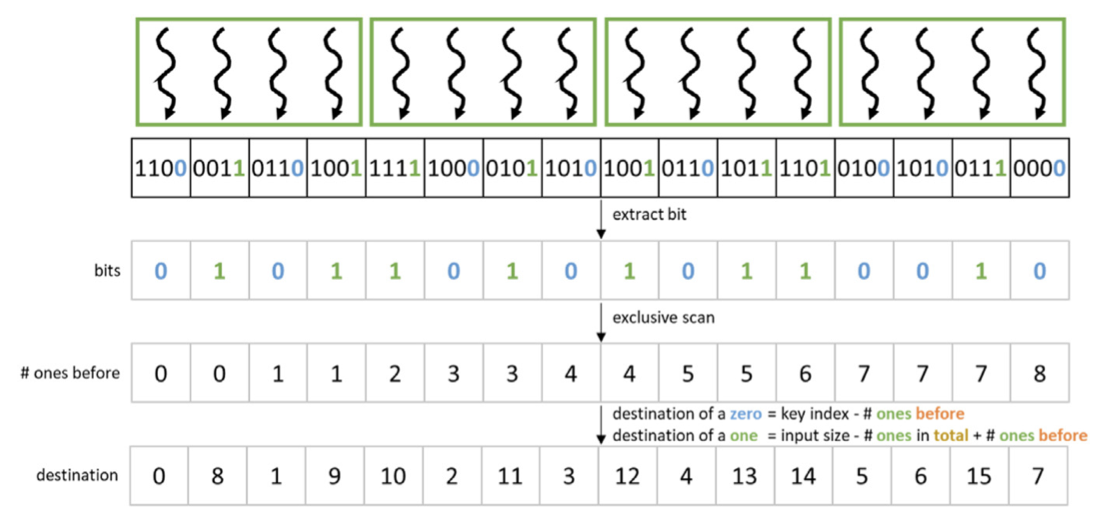 1100 0011 0110 1001 1111 1000 0101 1010 1001 0110 1011 1101 0100 1010 0111 0000
extract bit
bits 0 1 0 1 1 0 1 0 1 0 1 1 0 0 1 0
exclusive scan
# ones before 0 0 1 1 2 3 3 4 4 5 5 6 7 7 7 8
destination of a zero = key index - # ones before
destination of a one = input size - # ones in total + # ones before
destination 0 8 1 9 10 2 11 3 12 4 13 14 5 6 15 7